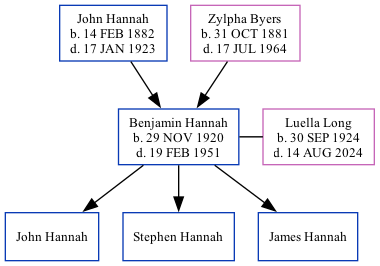 John Hannah
b. 14 FEB 1882
d. 17 JAN 1923
Zylpha Byers
b. 31 OCT 1881
d. 17 JUL 1964
Benjamin Hannah
b. 29 NOV 1920
d. 19 FEB 1951
Luella Long
b. 30 SEP 1924
d. 14 AUG 2024
John Hannah
Stephen Hannah
James Hannah